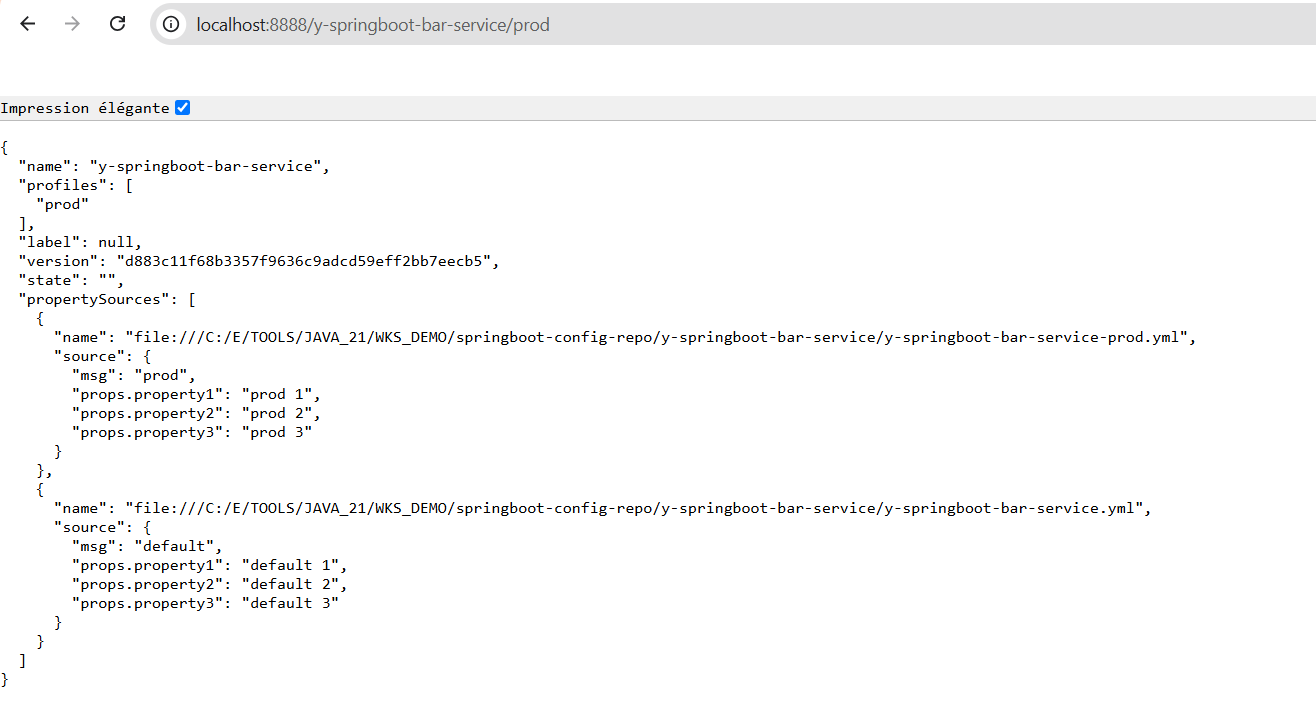 localhost:8888/y-springboot-bar-service/prod
Impression élégante
{
  "name": "y-springboot-bar-service",
  "profiles": [
    "prod"
  ],
  "label": null,
  "version": "d883c11f68b3357f9636c9adcd59eff2bb7eecb5",
  "state": "",
  "propertySources": [
    {
      "name": "file:///C:/E/TOOLS/JAVA_21/WKS_DEMO/springboot-config-repo/y-springboot-bar-service/y-springboot-bar-service-prod.yml",
      "source": {
        "msg": "prod",
        "props.property1": "prod 1",
        "props.property2": "prod 2",
        "props.property3": "prod 3"
      }
    },
    {
      "name": "file:///C:/E/TOOLS/JAVA_21/WKS_DEMO/springboot-config-repo/y-springboot-bar-service/y-springboot-bar-service.yml",
      "source": {
        "msg": "default",
        "props.property1": "default 1",
        "props.property2": "default 2",
        "props.property3": "default 3"
      }
    }
  ]
}